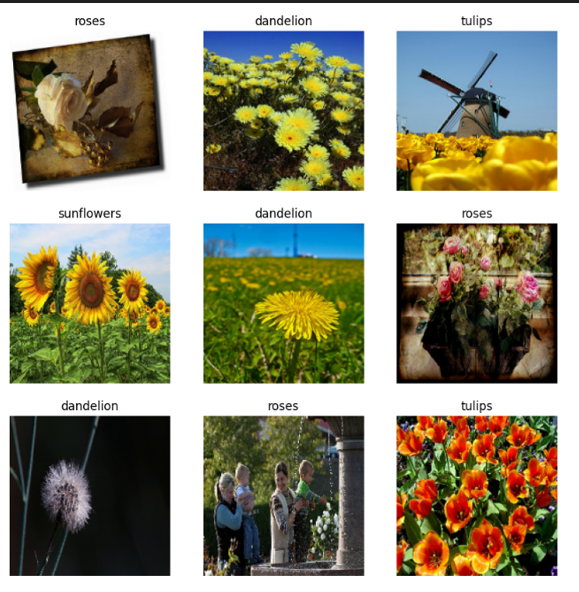 roses
dandelion
tulips
sunflowers
dandelion
roses
dandelion
roses
tulips